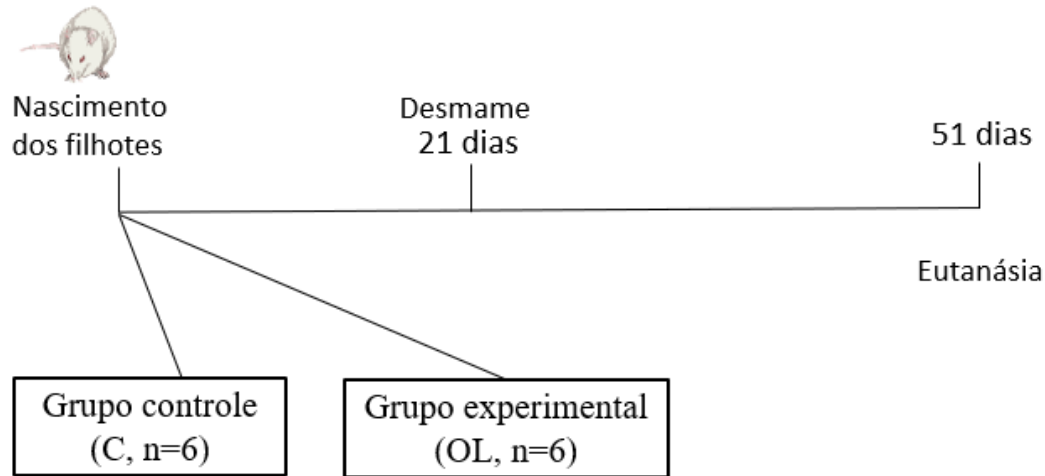 Nascimento
dos filhotes
Desmame
21 dias
51 dias
Eutanásia
Grupo controle
(C, n=6)
Grupo experimental
(OL, n=6)